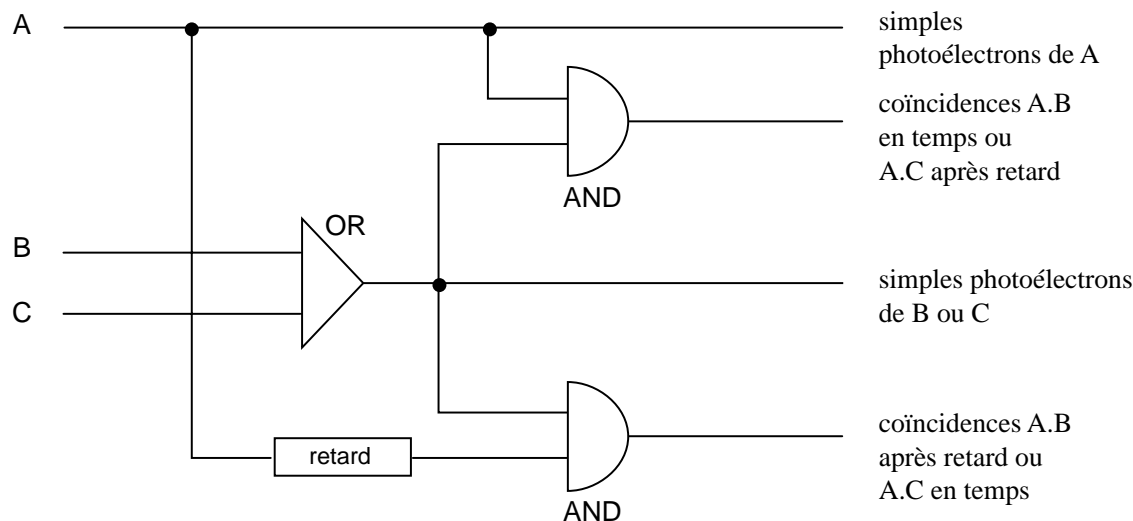 A
simples
photoélectrons de A
coïncidences A.B
en temps ou
A.C après retard
AND
OR
B
C
simples photoélectrons
de B ou C
retard
coïncidences A.B
après retard ou
A.C en temps
AND